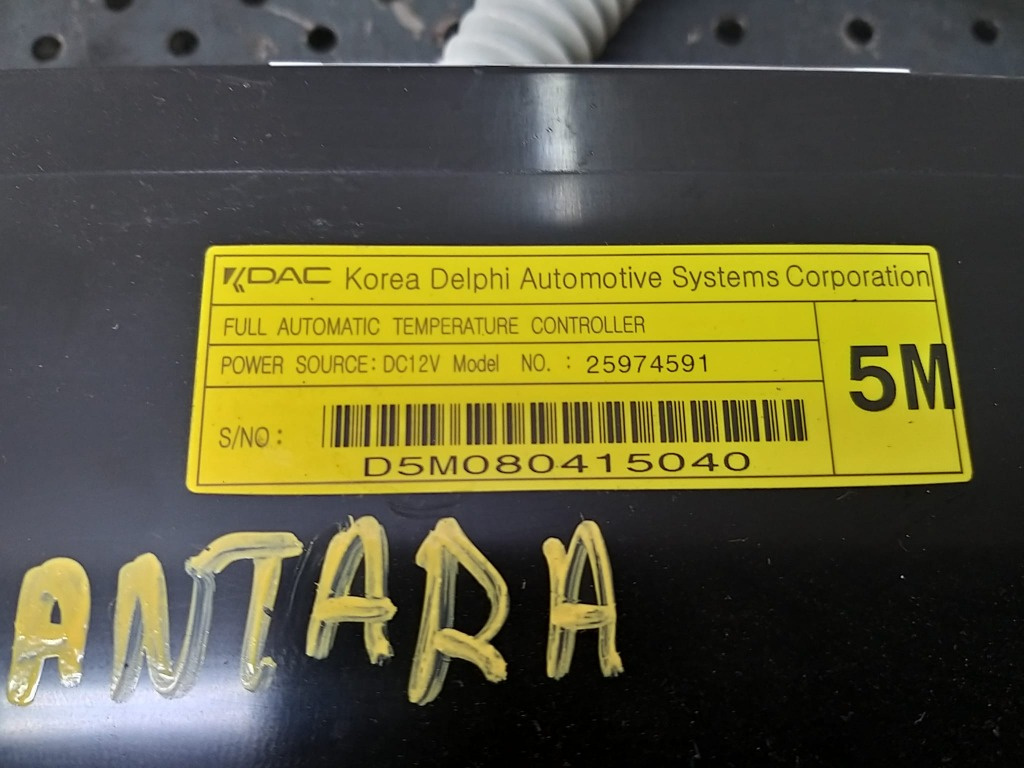 KDAC Korea Delphi Automotive Systems Corporation
FULL AUTOMATIC TEMPERATURE CONTROLLER
POWER SOURCE: DC12V Model NO. : 25974591
5M
S/NO :
D5M080415040
ANTARA